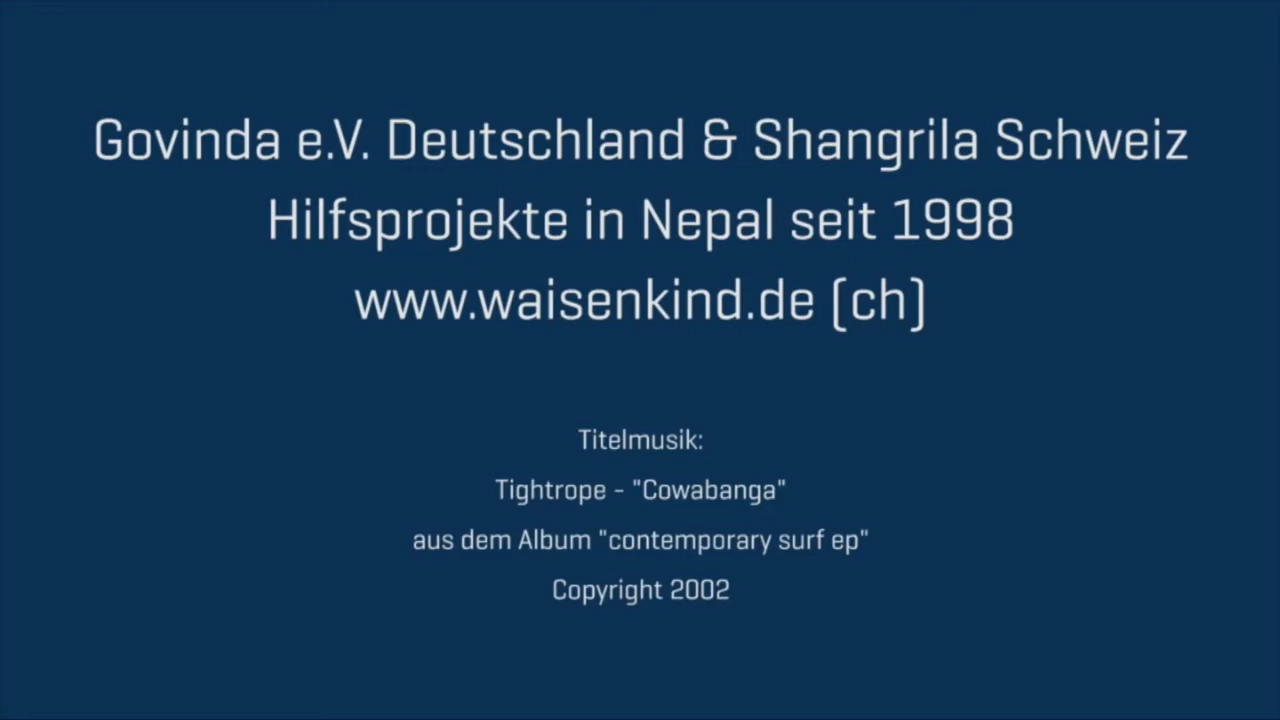 Govinda e.V. Deutschland & Shangrila Schweiz
Hilfsprojekte in Nepal seit 1998
www.waisenkind.de (ch)
Titelmusik:
Tightrope - "Cowabanga"
aus dem Album "contemporary surf ep"
Copyright 2002